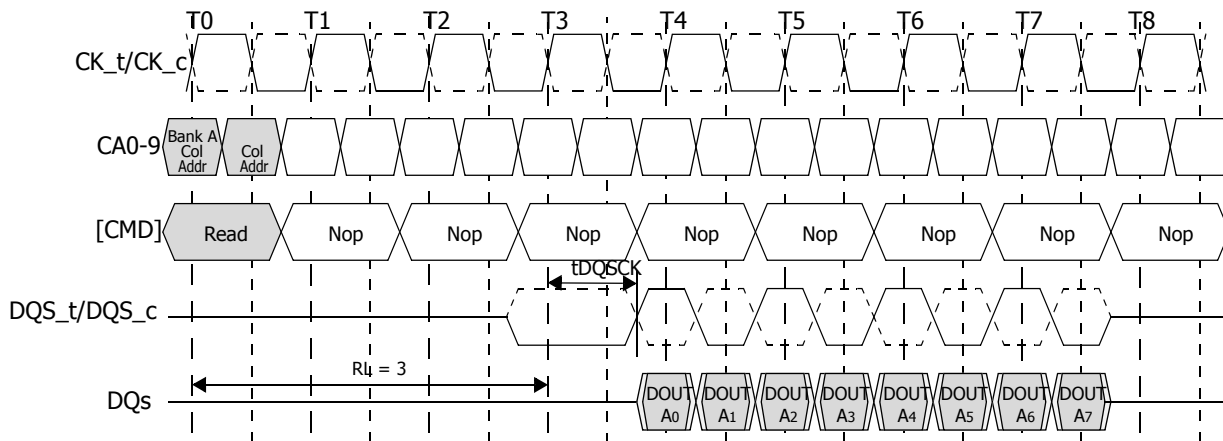 T0 T1 T2 T3 T4 T5 T6 T7 T8
CK_t/CK_c
CA0-9
Bank A
Col
Addr
Col
Addr
[CMD]
Read Nop Nop Nop Nop Nop Nop Nop Nop
tDQSCK
DQS_t/DQS_c
RL = 3
DQs
DOUT DOUT DOUT DOUT DOUT DOUT DOUT DOUT
A0 A1 A2 A3 A4 A5 A6 A7